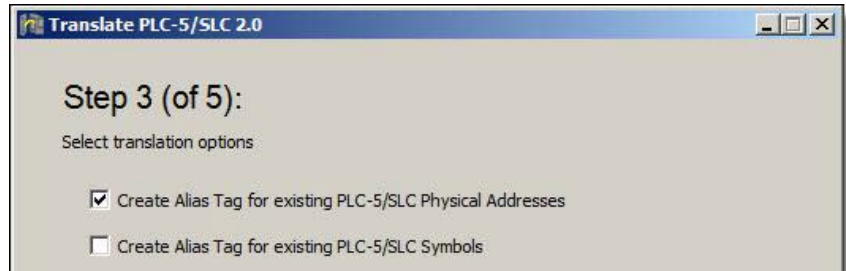 Translate PLC-5/SLC 2.0
Step 3 (of 5):
Select translation options
Create Alias Tag for existing PLC-5/SLC Physical Addresses
Create Alias Tag for existing PLC-5/SLC Symbols